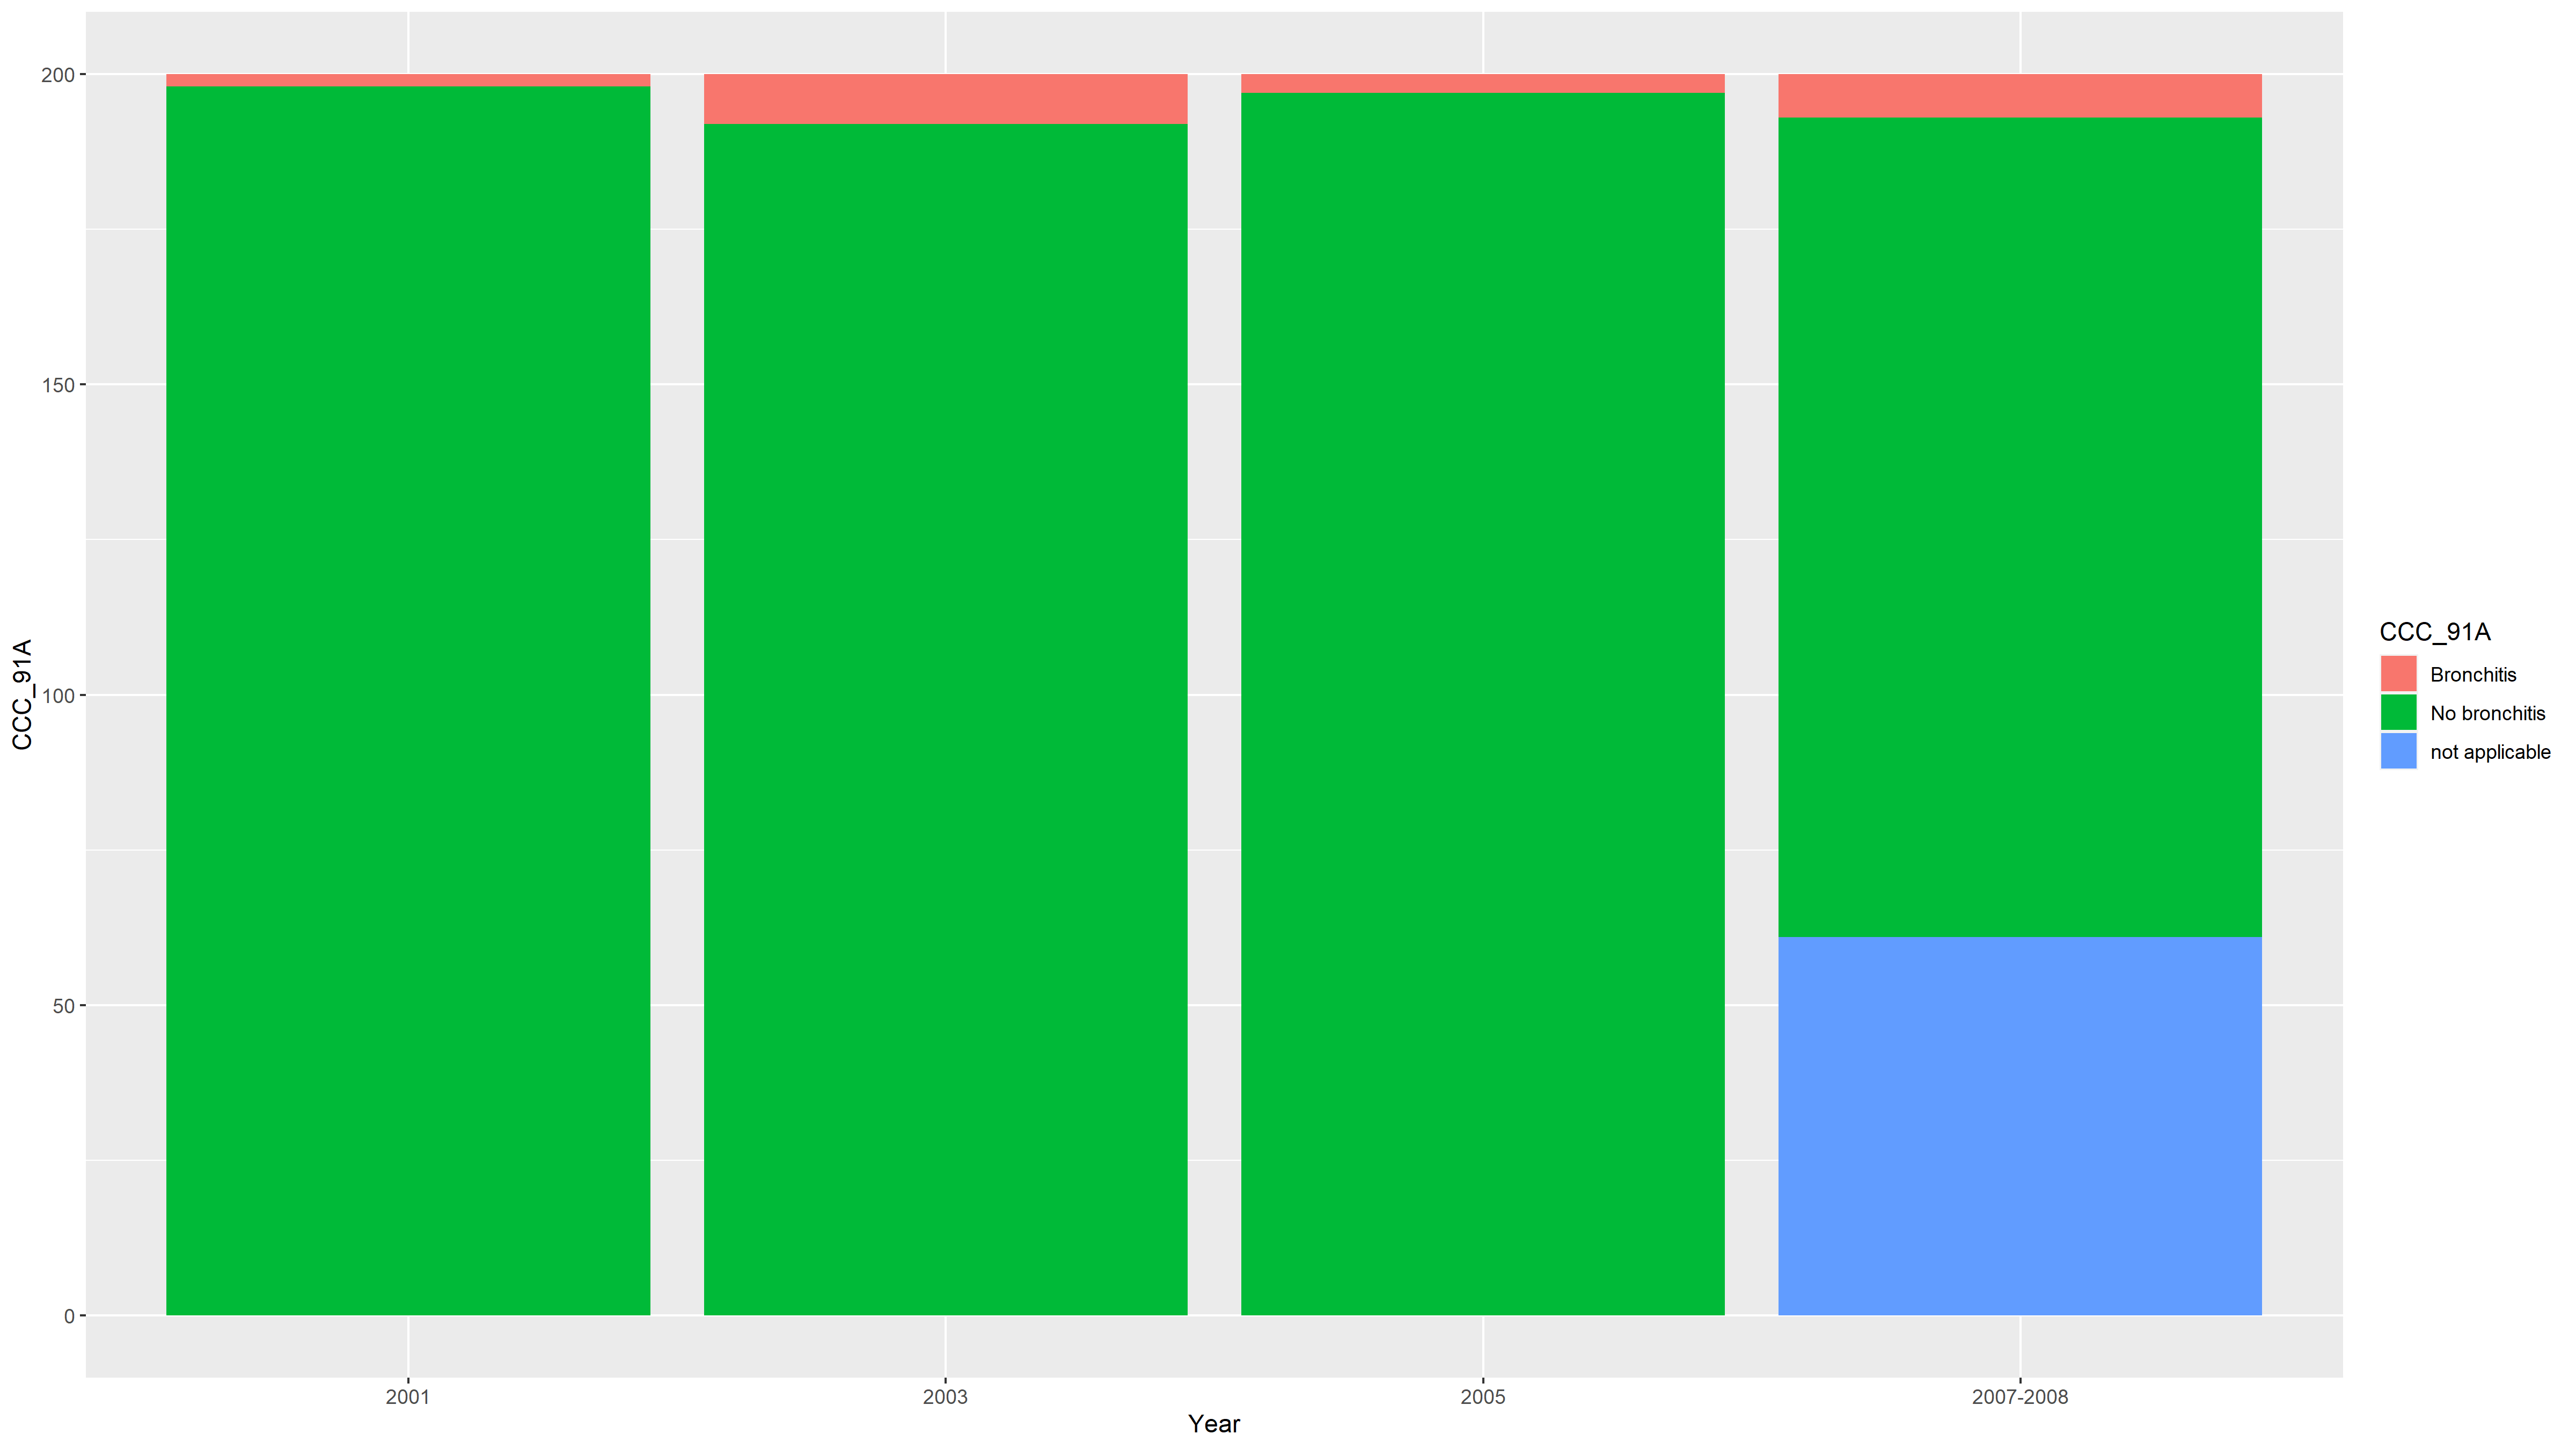 200
150
100
50
0
CCC_91A
2001
2003
2005
2007-2008
Year
CCC_91A
Bronchitis
No bronchitis
not applicable